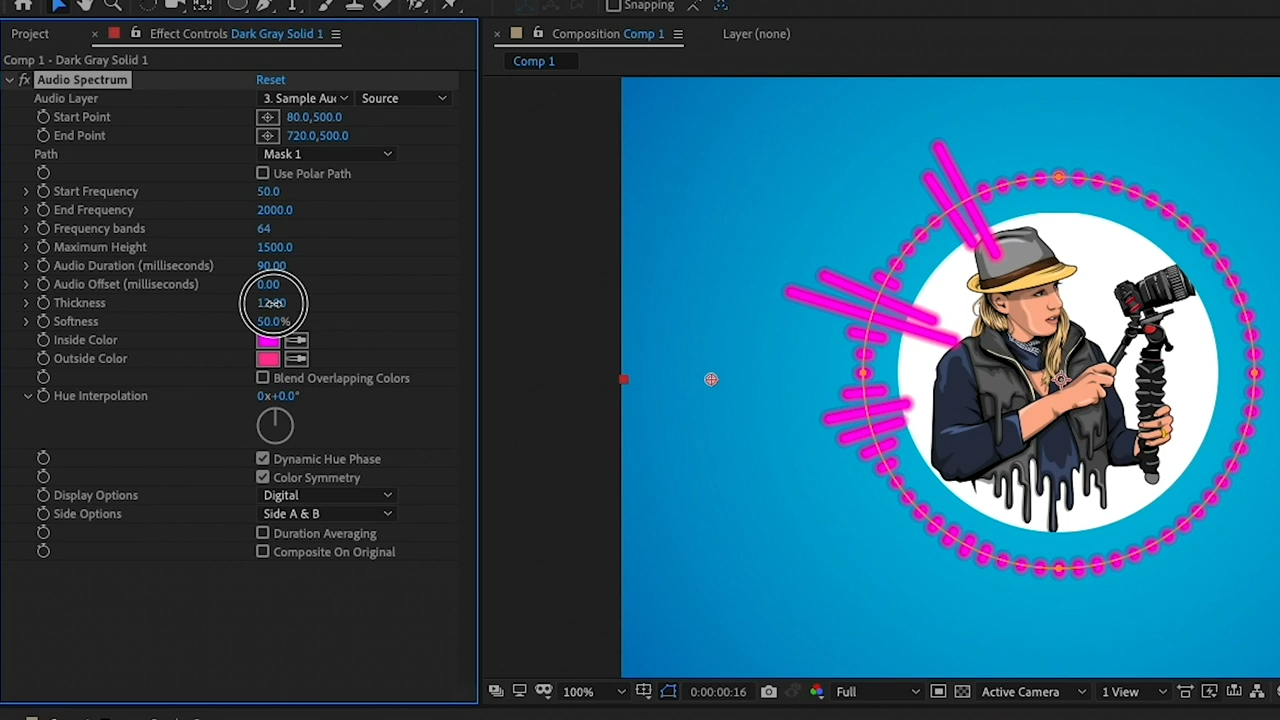 Snapping
Project
Effect Controls Dark Gray Solid 1
Composition Comp 1
Layer (none)
Comp 1 - Dark Gray Solid 1
Comp 1
fx Audio Spectrum Reset
Audio Layer 3. Sample Au Source
Start Point 80.0,500.0
End Point 720.0,500.0
Path Mask 1
Use Polar Path
Start Frequency 50.0
End Frequency 2000.0
Frequency bands 64
Maximum Height 1500.0
Audio Duration (milliseconds) 90.00
Audio Offset (milliseconds) 0.00
Thickness
Softness 50.0%
Inside Color
Outside Color
Blend Overlapping Colors
Hue Interpolation 0x+0.0°
Dynamic Hue Phase
Color Symmetry
Display Options Digital
Side Options Side A & B
Duration Averaging
Composite On Original
100% 0:00:00:16 Full Active Camera 1 View